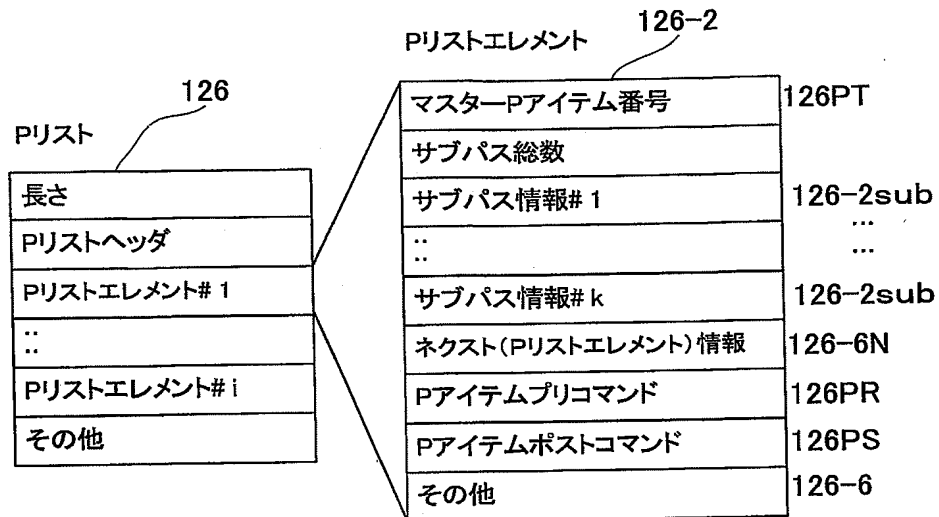 126
Pリスト
長さ
Pリストヘッダ
Pリストエレメント#1
::
Pリストエレメント#i
その他
126-2
Pリストエレメント
マスターPアイテム番号 126PT
サブパス総数
サブパス情報#1 126-2sub
:: …
…
サブパス情報#k 126-2sub
ネクスト(Pリストエレメント)情報 126-6N
Pアイテムプリコマンド 126PR
Pアイテムポストコマンド 126PS
その他 126-6